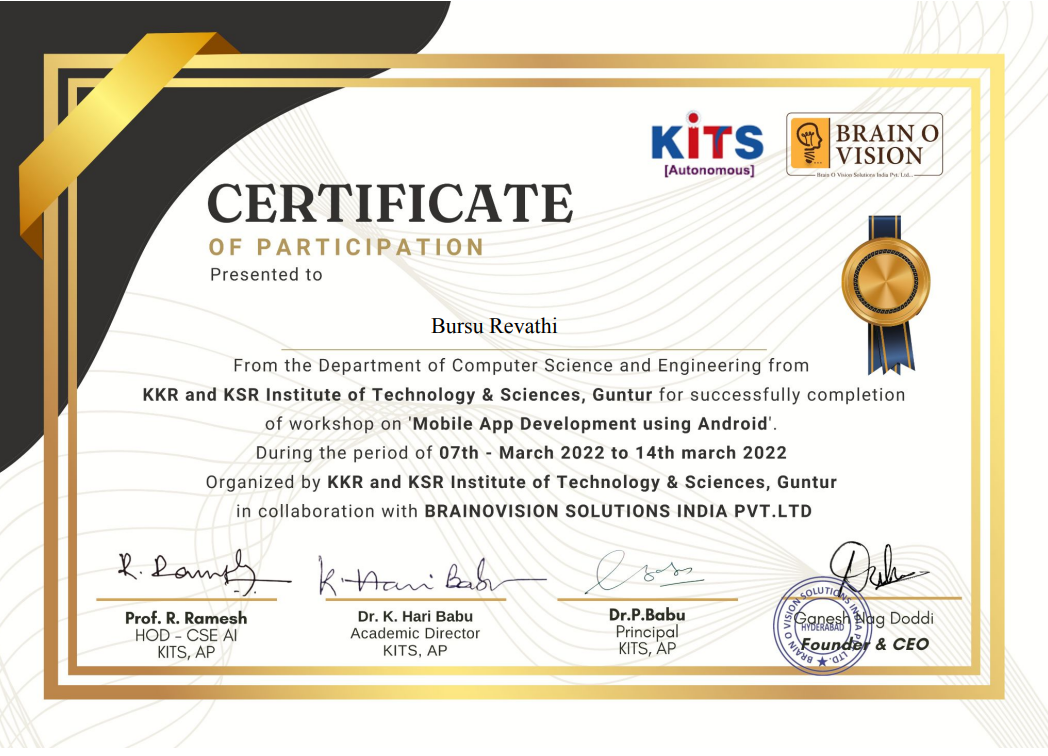 KiTS
[Autonomous]
BRAIN O
VISION
Brain O Vision Solutions India Pvt. Ltd...
CERTIFICATE
OF PARTICIPATION
Presented to
Bursu Revathi
From the Department of Computer Science and Engineering from
KKR and KSR Institute of Technology & Sciences, Guntur for successfully completion
of workshop on 'Mobile App Development using Android'.
During the period of 07th - March 2022 to 14th march 2022
Organized by KKR and KSR Institute of Technology & Sciences, Guntur
in collaboration with BRAINOVISION SOLUTIONS INDIA PVT.LTD
R. Ramesh
K. Hari Babu
Prof. R. Ramesh
HOD - CSE AI
KITS, AP
Dr. K. Hari Babu
Academic Director
KITS, AP
Dr.P.Babu
Principal
KITS, AP
Ganesh Nag Doddi
Founder & CEO
BRAIN O VISION SOLUTIONS INDIA PVT. LTD.
HYDERABAD